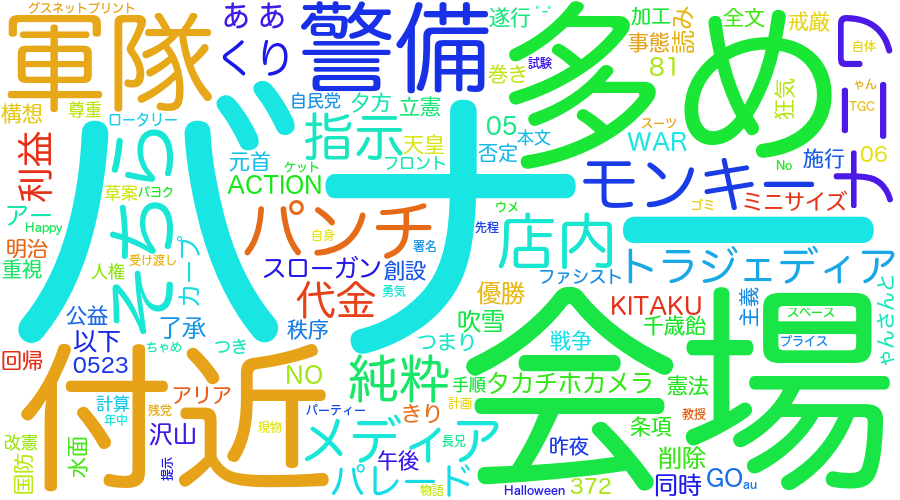 グスネットプリント
ああ
くり
軍隊
警備
遂行
多め
加工
読み
全文
戒厳
ユニク
自体
事態
81
巻き
試験
構想
尊重
自民党
夕方
立憲
ロータリー
指示
天皇
フロント
05
本文
否定
WAR
スーツ
狂気
ゃん
TGC
06
利益
そちら
バナー
元首
ケット
ACTION
草案
パヨク
アー
Happy
モンキー
No
施行
ミニサイズ
ゴミ
ウメ
先程
明治
重視
受け渡し
人権
カープ
パンチ
自身
署名
店内
スローガン
創設
ファシスト
トラジェディア
代金
勇気
優勝
KITAKU
主義
ゃんさんと
公益
了承
秩序
吹雪
千歳飴
スペース
以下
ちゃめ
つき
つまり
戦争
プライス
回帰
0523
付近
会場
NO
純粋
手順
タカチホカメラ
憲法
アリア
計算
年中
残党
パーティー
きり
計画
教授
沢山
現物
メディア
長兄
条項
改憲
国防
水面
提示
午後
昨夜
削除
パレード
物語
Halloween
372
同時
GO
au